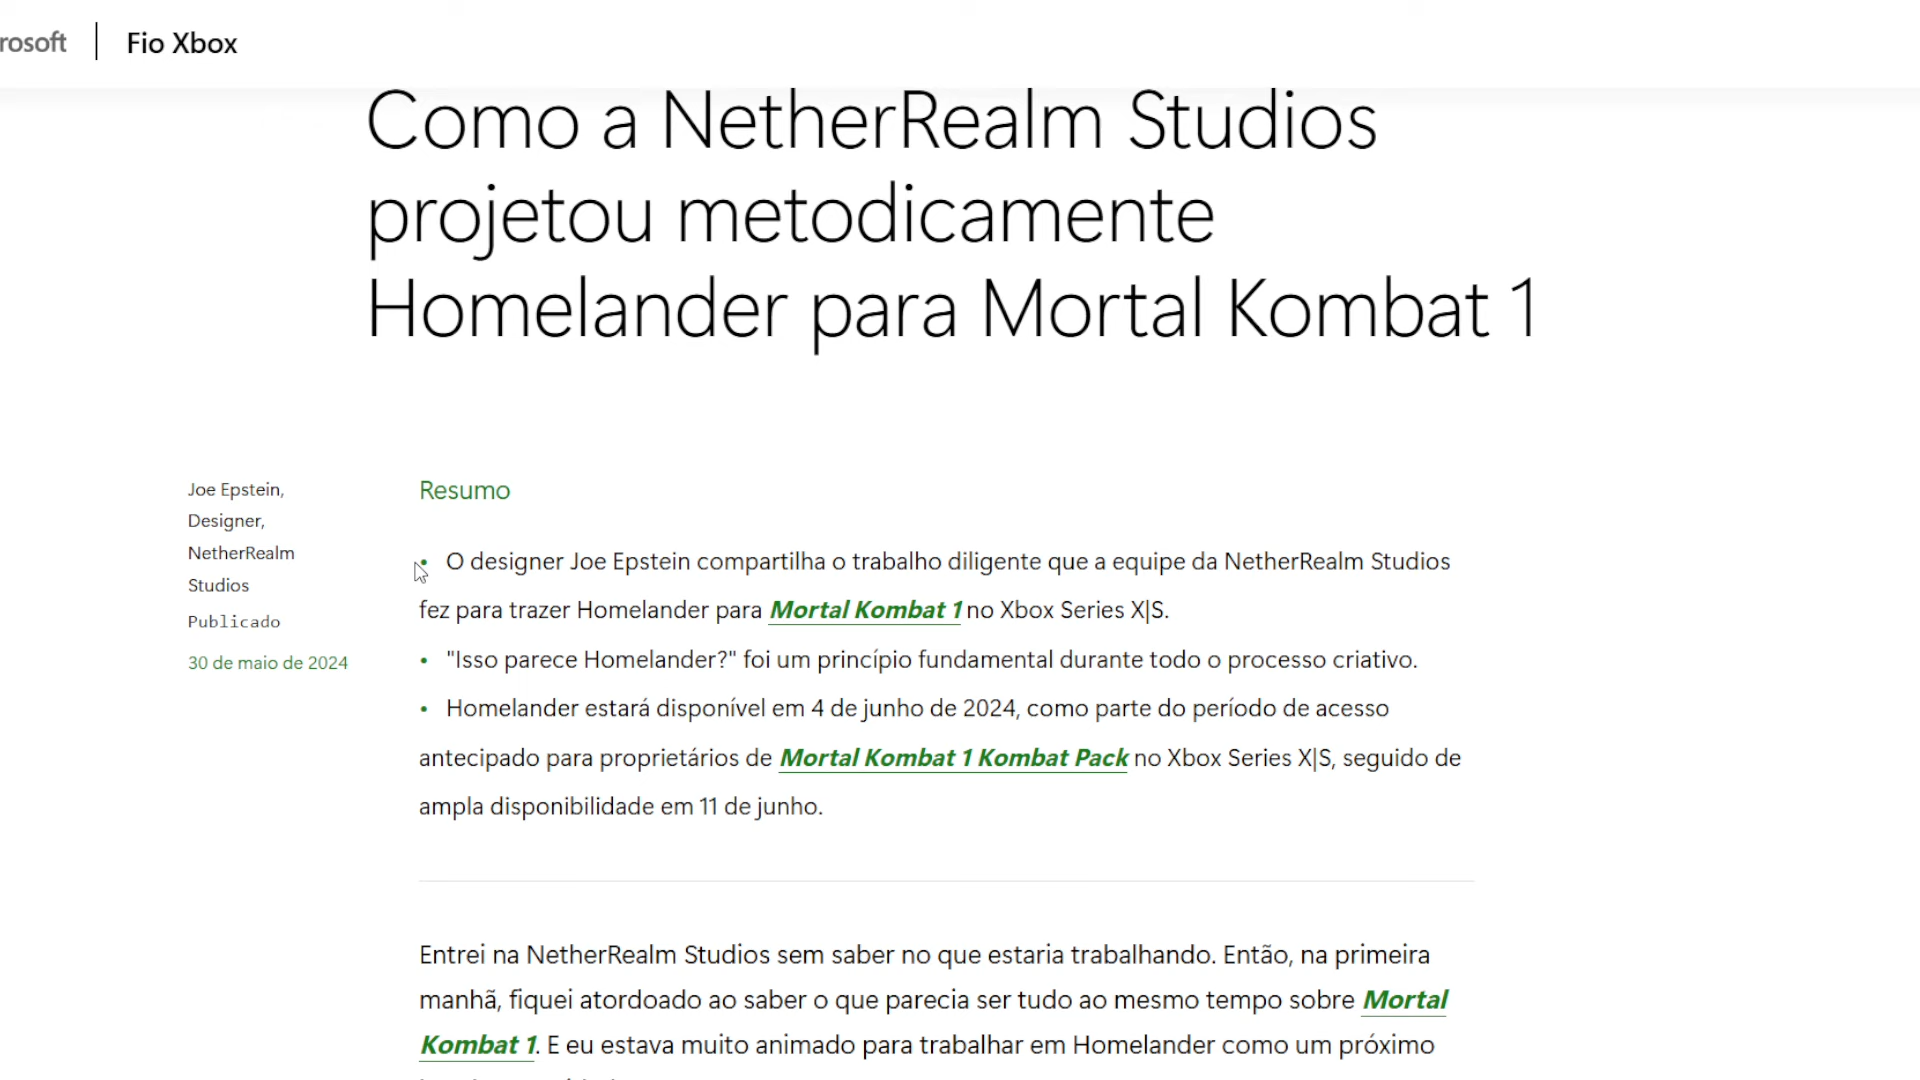 rosoft
Fio Xbox
Como a NetherRealm Studios
projetou metodicamente
Homelander para Mortal Kombat 1
Joe Epstein,
Designer,
NetherRealm
Studios
Publicado
30 de maio de 2024
Resumo
• O designer Joe Epstein compartilha o trabalho diligente que a equipe da NetherRealm Studios
fez para trazer Homelander para Mortal Kombat 1 no Xbox Series X|S.
• "Isso parece Homelander?" foi um princípio fundamental durante todo o processo criativo.
• Homelander estará disponível em 4 de junho de 2024, como parte do período de acesso
antecipado para proprietários de Mortal Kombat 1 Kombat Pack no Xbox Series X|S, seguido de
ampla disponibilidade em 11 de junho.
Entrei na NetherRealm Studios sem saber no que estaria trabalhando. Então, na primeira
manhã, fiquei atordoado ao saber o que parecia ser tudo ao mesmo tempo sobre Mortal
Kombat 1. E eu estava muito animado para trabalhar em Homelander como um próximo